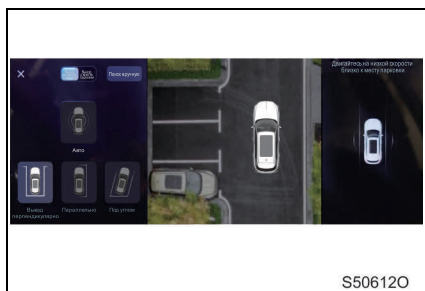 Поиск вручную
Двигайтесь на низкой скорости
близко к месту парковки
Авто
Выезд
перпендикулярно
Параллельно
Под углом
S50612O